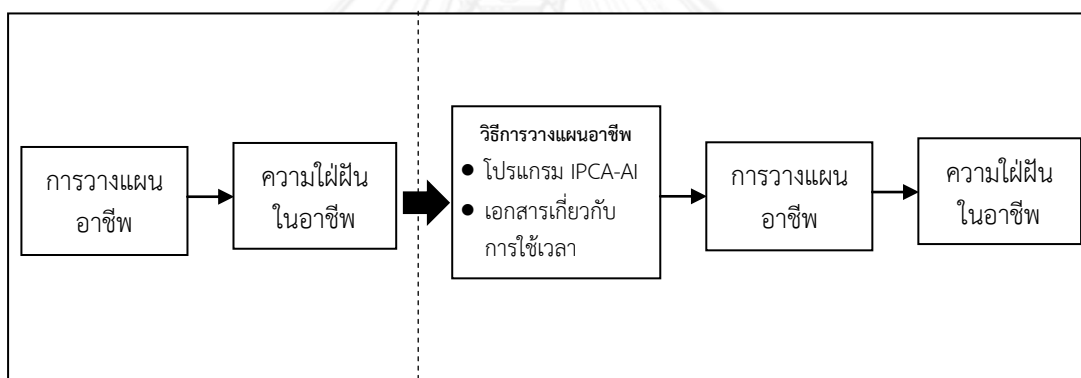 การวางแผน
อาชีพ
ความใฝ่ฝัน
ในอาชีพ
วิธีการวางแผนอาชีพ
● โปรแกรม IPCA-AI
● เอกสารเกี่ยวกับ
การใช้เวลา
การวางแผน
อาชีพ
ความใฝ่ฝัน
ในอาชีพ